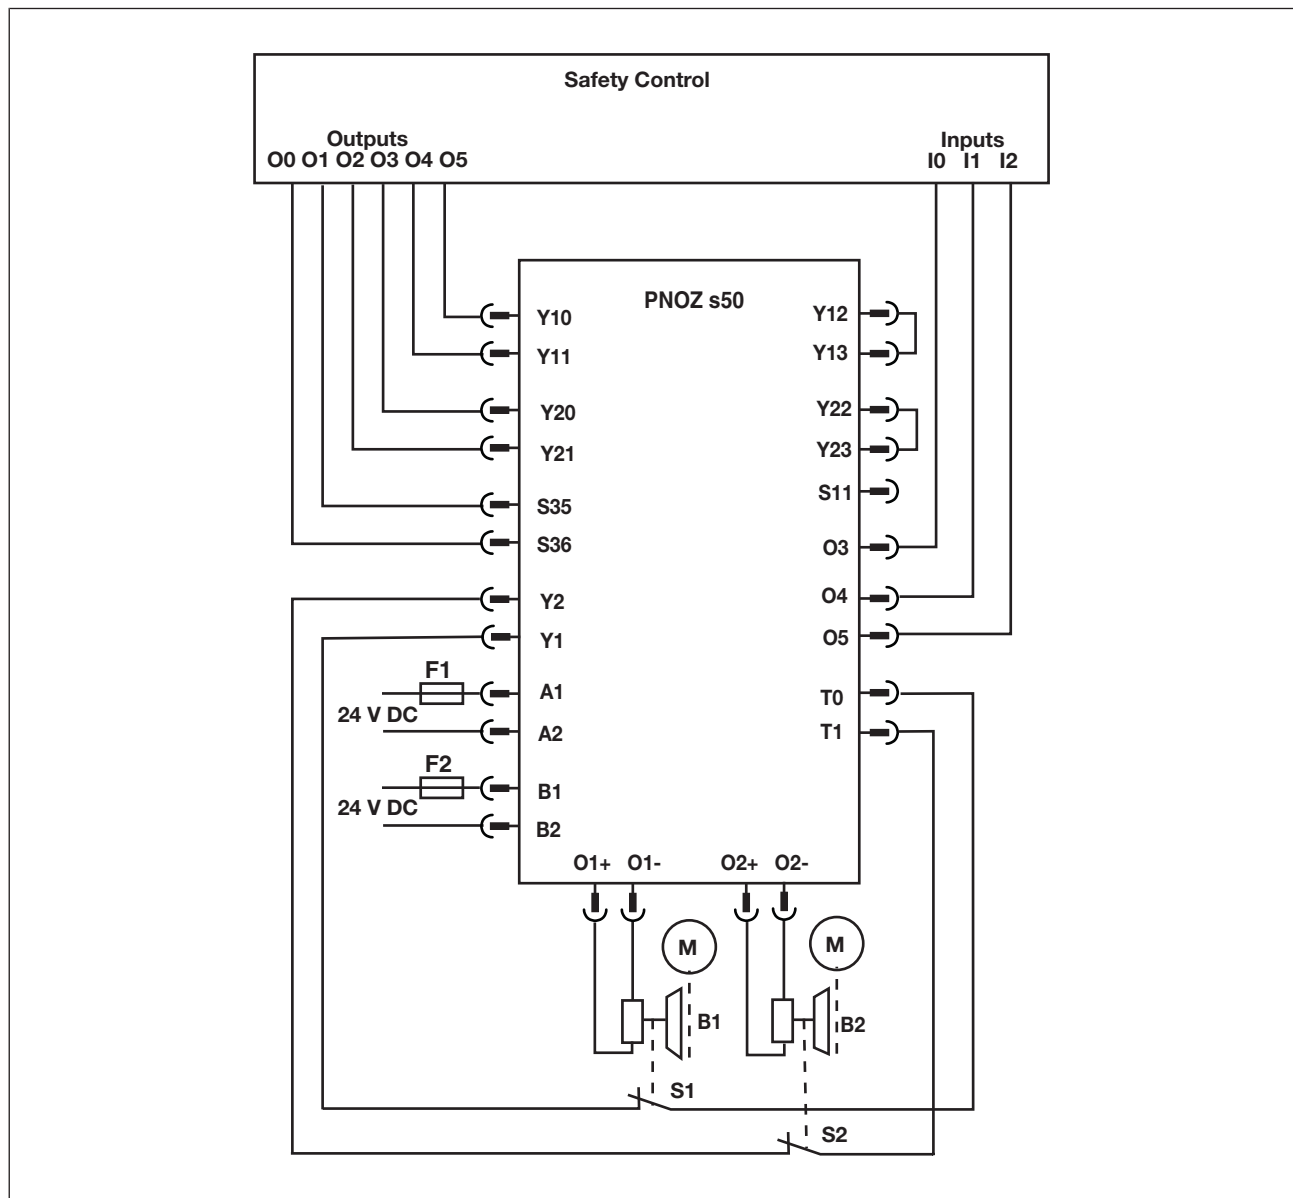 Safety Control
Outputs
O0 O1 O2 O3 O4 O5
Inputs
I0 I1 I2
PNOZ s50
Y10
Y11
Y20
Y21
S35
S36
Y2
Y1
A1
A2
B1
B2
Y12
Y13
Y22
Y23
S11
O3
O4
O5
T0
T1
F1
24 V DC
F2
24 V DC
O1+ O1- O2+ O2-
M
M
B1
B2
S1
S2